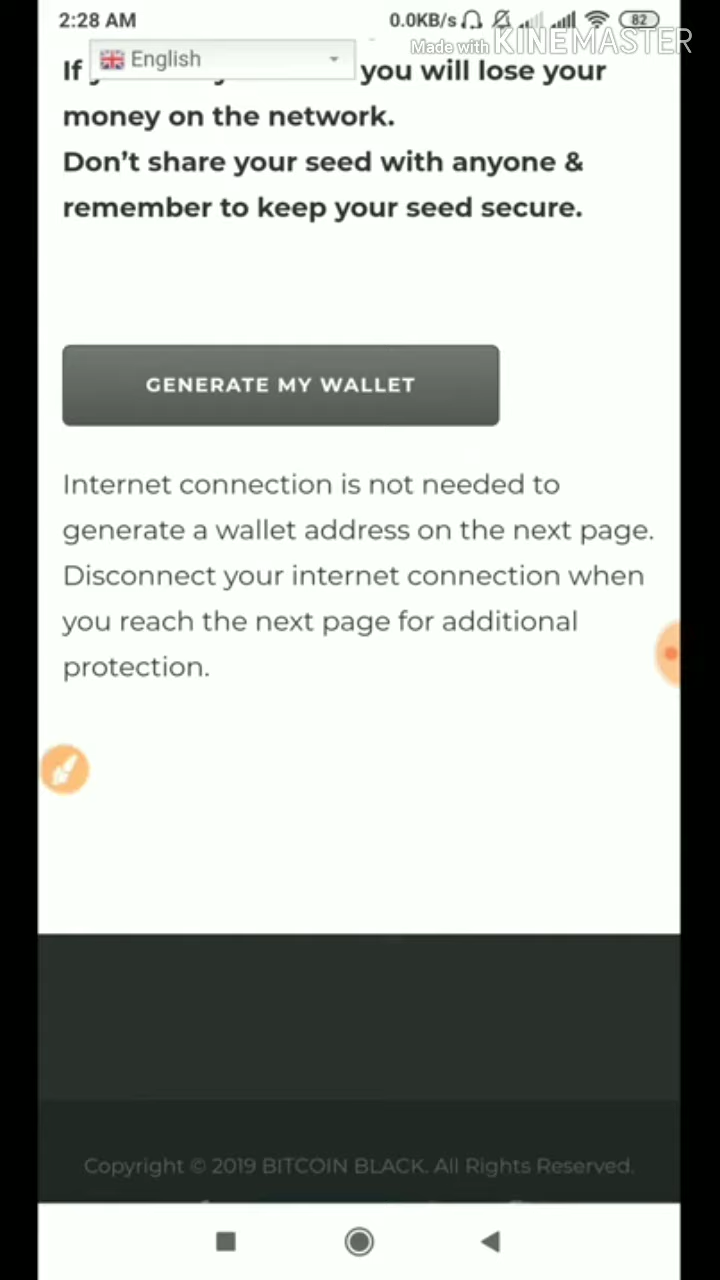 2:28 AM
0.0KB/s
82
Made with KINEMASTER
English
If
you will lose your
money on the network.
Don't share your seed with anyone &
remember to keep your seed secure.
GENERATE MY WALLET
Internet connection is not needed to
generate a wallet address on the next page.
Disconnect your internet connection when
you reach the next page for additional
protection.
Copyright © 2019 BITCOIN BLACK. All Rights Reserved.